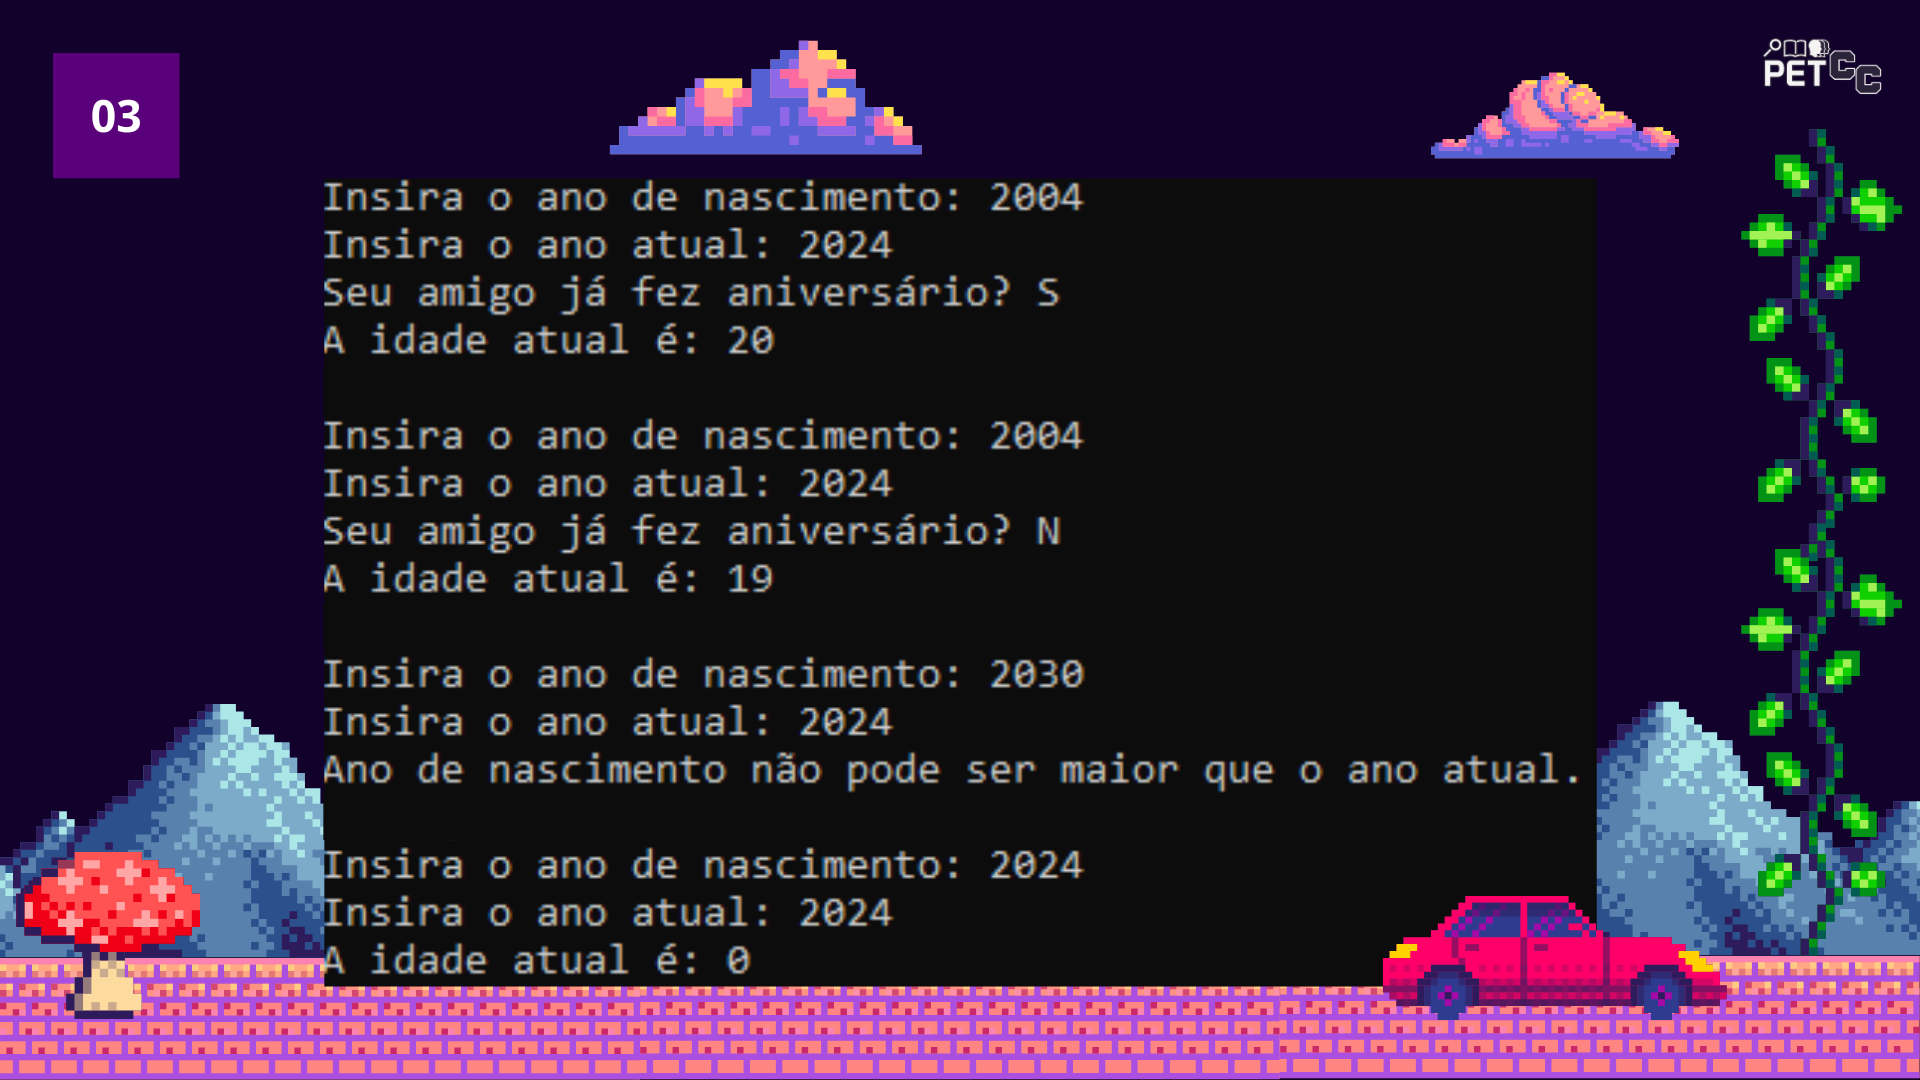 03
PET CC
Insira o ano de nascimento: 2004
Insira o ano atual: 2024
Seu amigo já fez aniversário? S
A idade atual é: 20
Insira o ano de nascimento: 2004
Insira o ano atual: 2024
Seu amigo já fez aniversário? N
A idade atual é: 19
Insira o ano de nascimento: 2030
Insira o ano atual: 2024
Ano de nascimento não pode ser maior que o ano atual.
Insira o ano de nascimento: 2024
Insira o ano atual: 2024
A idade atual é: 0